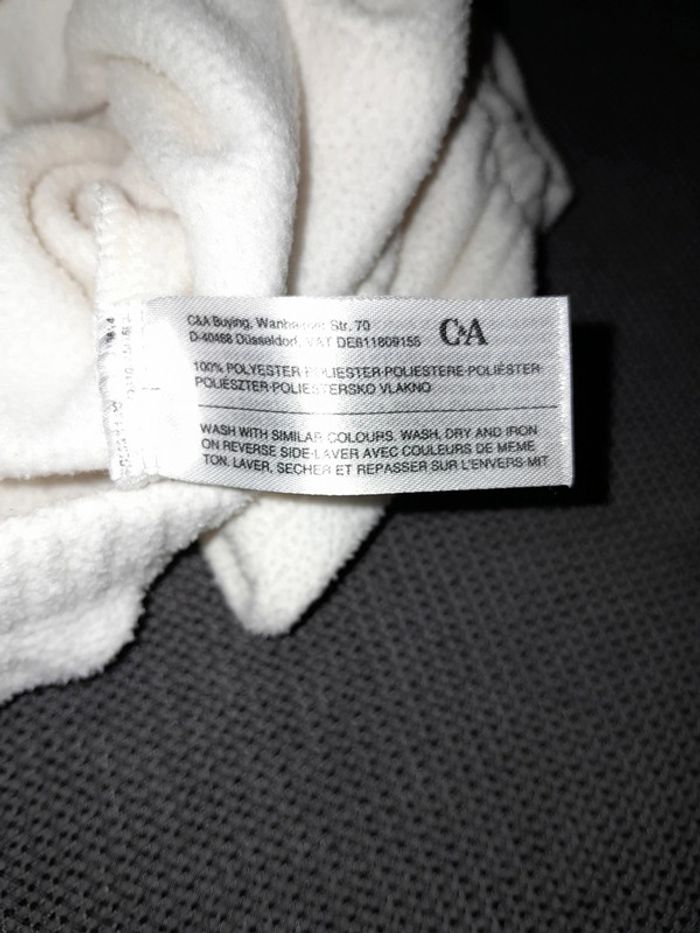 C&A Buying, Str. 70
D-40468 Düsseldorf, VAT DE811809155
C&A
100% POLYESTER POLIESTER·POLIESTERE·POLIÉSTER·
POLIÉSZTER·POLIESTERSKO VLAKNO
WASH WITH SIMILAR COLOURS. WASH, DRY AND IRON
ON REVERSE SIDE·LAVER AVEC COULEURS DE MEME
TON. LAVER, SECHER ET REPASSER SUR L'ENVERS·MIT